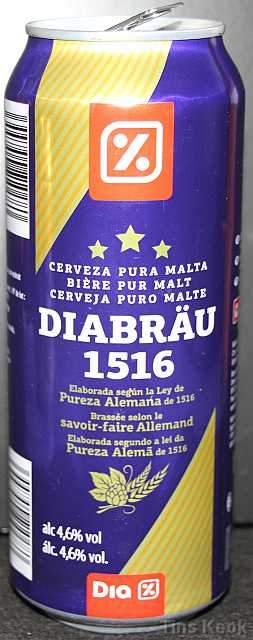 CERVEZA PURA MALTA
BIÈRE PUR MALT
CERVEJA PURO MALTE
DIABRÄU
1516
Elaborada según la Ley de
Pureza Alemana de 1516
Brassée selon le
savoir-faire Allemand
Elaborada segundo a lei da
Pureza Alemã de 1516
alc 4,6% vol
álc. 4,6% vol.
Dia %
Tins Keok